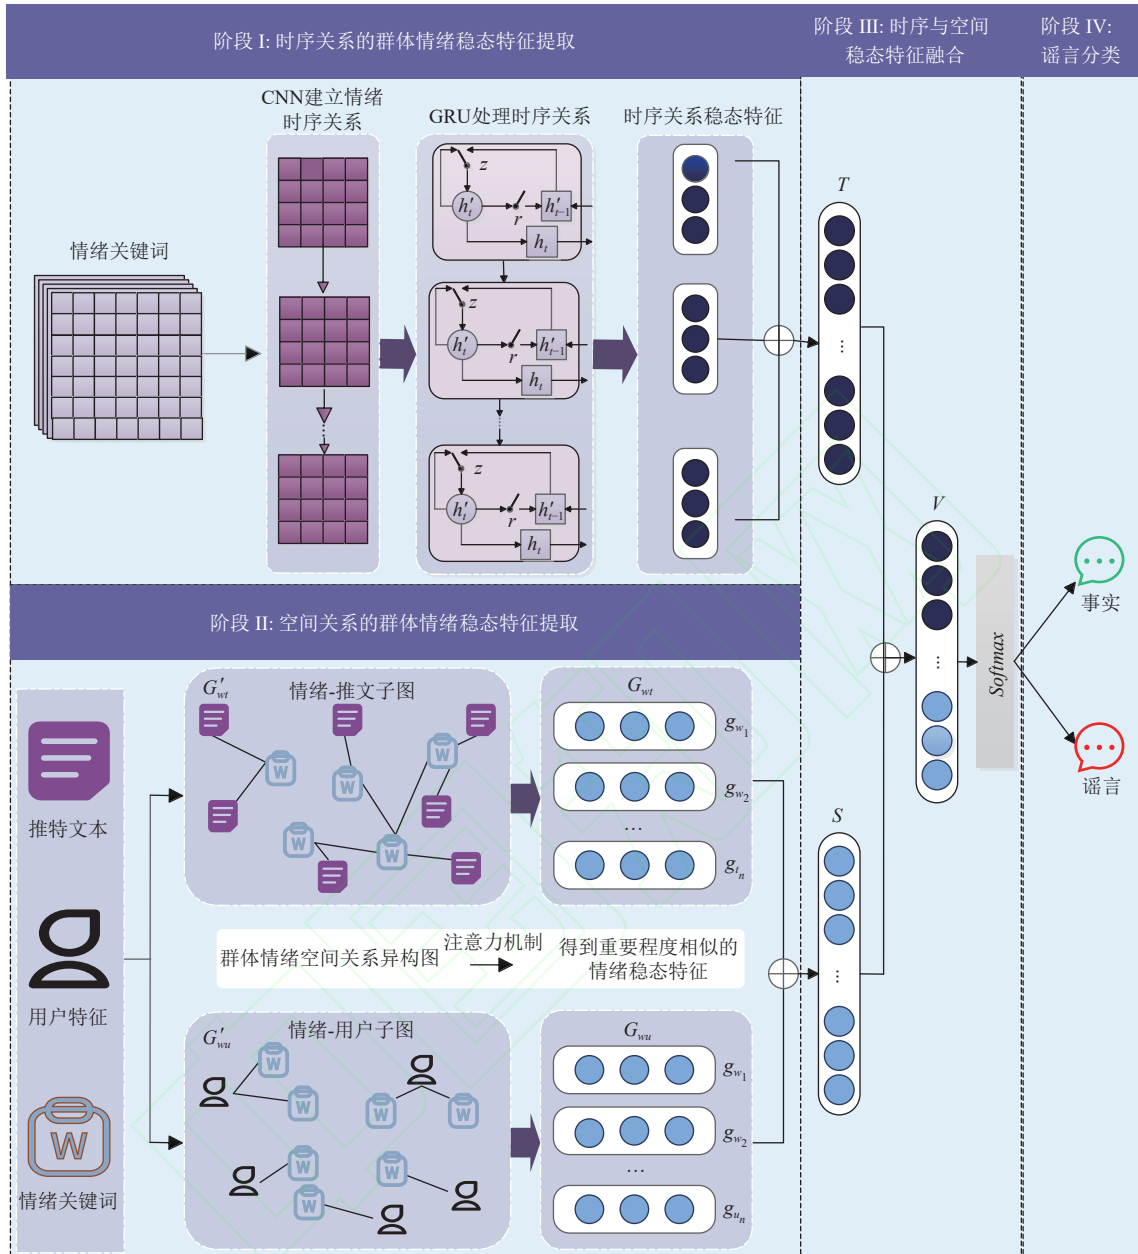 阶段 I: 时序关系的群体情绪稳态特征提取
阶段 III: 时序与空间
稳态特征融合
阶段 IV:
谣言分类
CNN建立情绪
时序关系
GRU处理时序关系
时序关系稳态特征
情绪关键词
z
h′t
r
h′t−1
ht
z
h′t
r
h′t−1
ht
z
h′t
r
h′t−1
ht
T
...
V
...
Softmax
事实
谣言
阶段 II: 空间关系的群体情绪稳态特征提取
推特文本
用户特征
W
情绪关键词
G′wt
情绪-推文子图
W
W
W
W
W
Gwt
gw1
gw2
...
gtn
群体情绪空间关系异构图
注意力机制
得到重要程度相似的
情绪稳态特征
G′wu
情绪-用户子图
W
W
W
W
W
W
W
Gwu
gw1
gw2
...
gun
S
...